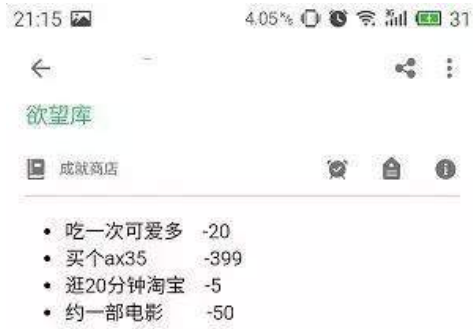 21:15 4.05% 31
欲望库
成就商店
• 吃一次可爱多 -20
• 买个ax35 -399
• 逛20分钟淘宝 -5
• 约一部电影 -50